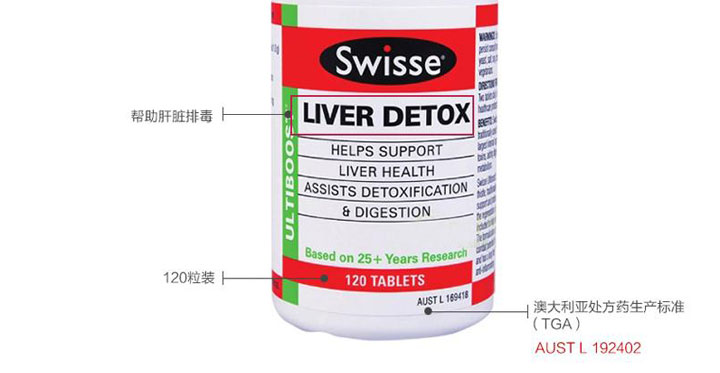 Swisse
帮助肝脏排毒
LIVER DETOX
ULTIBOOST
HELPS SUPPORT
LIVER HEALTH
ASSISTS DETOXIFICATION
& DIGESTION
Based on 25+ Years Research
120粒装
120 TABLETS
AUST L 169418
澳大利亚处方药生产标准
(TGA)
AUST L 192402